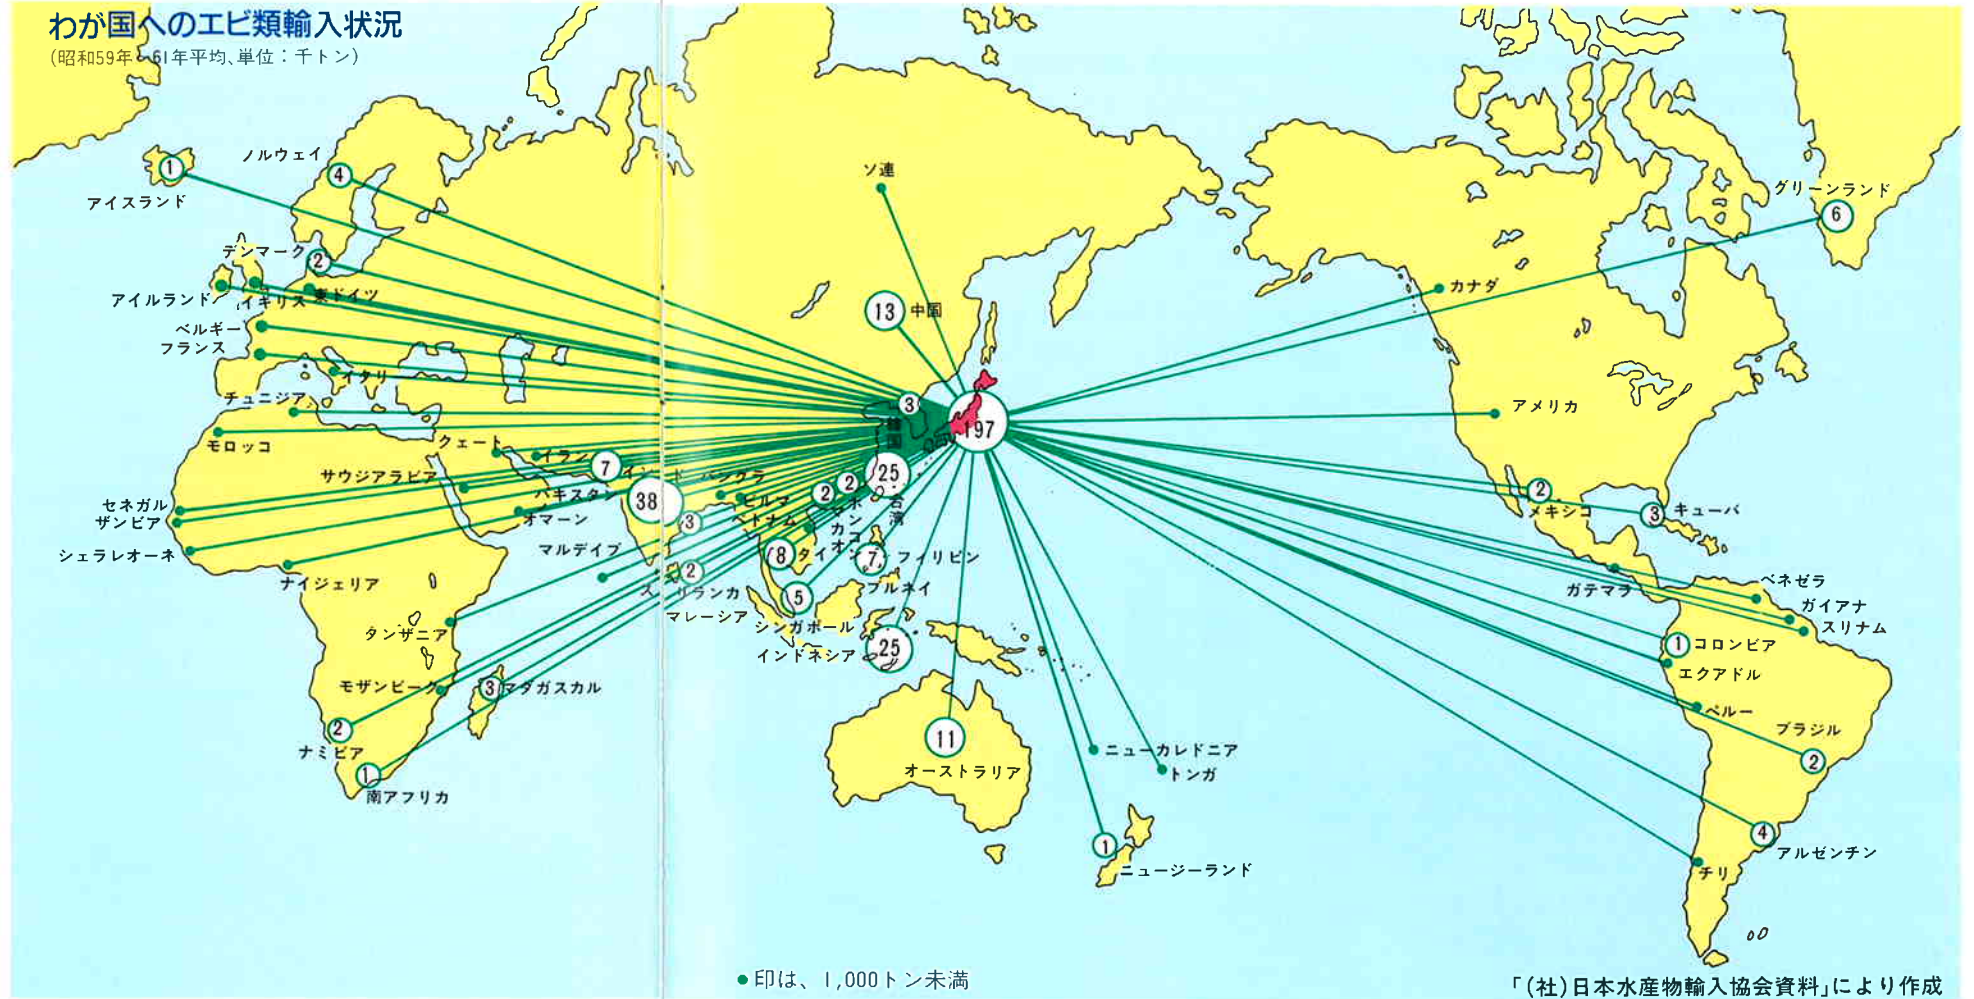 わが国へのエビ類輸入状況
(昭和59年〜61年平均、単位：千トン)
ノルウェイ
4
1
アイスランド
ソ連
グリーンランド
6
デンマーク
2
アイルランド
イギリス
東ドイツ
カナダ
13
中国
ベルギー
フランス
イタリ
チュニジア
3
韓国
アメリカ
197
モロッコ
クェート
イラン
7
インド
バングラ
25
台湾
サウジアラビア
パキスタン
38
ビルマ
2
2
ホンコン
マカオ
2
メキシコ
3
キューバ
セネガル
ザンビア
オマーン
3
ベトナム
シェラレオーネ
マルデイブ
8
タイ
7
フィリピン
ナイジェリア
2
スリランカ
5
ブルネイ
ガテマラ
ベネゼラ
ガイアナ
スリナム
マレーシア
シンガポール
タンザニア
インドネシア
25
1
コロンビア
エクアドル
モザンビーク
3
マダガスカル
ペルー
2
ナミビア
11
オーストラリア
ニューカレドニア
トンガ
ブラジル
2
1
南アフリカ
1
ニュージーランド
4
アルゼンチン
チリ
●印は、1,000トン未満
「(社)日本水産物輸入協会資料」により作成